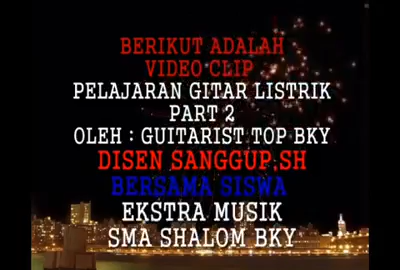 BERIKUT ADALAH
VIDEO CLIP
PELAJARAN GITAR LISTRIK
PART 2
OLEH : GUITARIST TOP BKY
DISEN SANGGUP,SH
BERSAMA SISWA
EKSTRA MUSIK
SMA SHALOM BKY